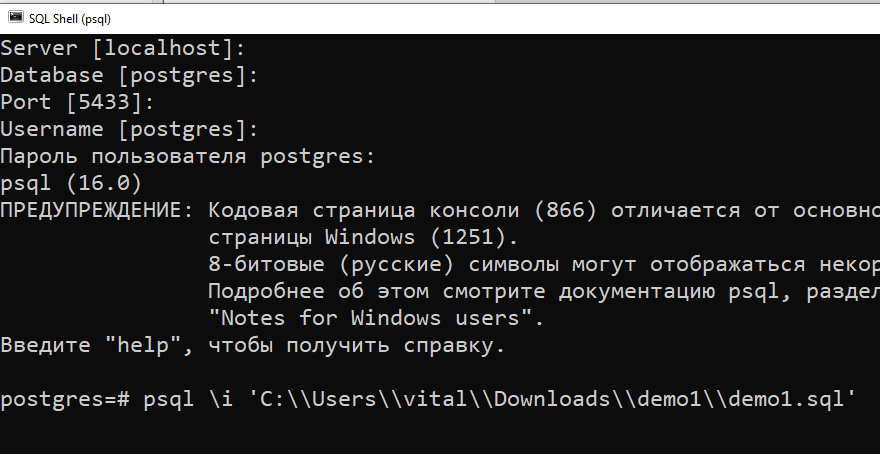 SQL Shell (psql)
Server [localhost]:
Database [postgres]:
Port [5433]:
Username [postgres]:
Пароль пользователя postgres:
psql (16.0)
ПРЕДУПРЕЖДЕНИЕ: Кодовая страница консоли (866) отличается от основно
страницы Windows (1251).
8-битовые (русские) символы могут отображаться некор
Подробнее об этом смотрите документацию psql, раздел
"Notes for Windows users".
Введите "help", чтобы получить справку.
postgres=# psql \i 'C:\\Users\\vital\\Downloads\\demo1\\demo1.sql'